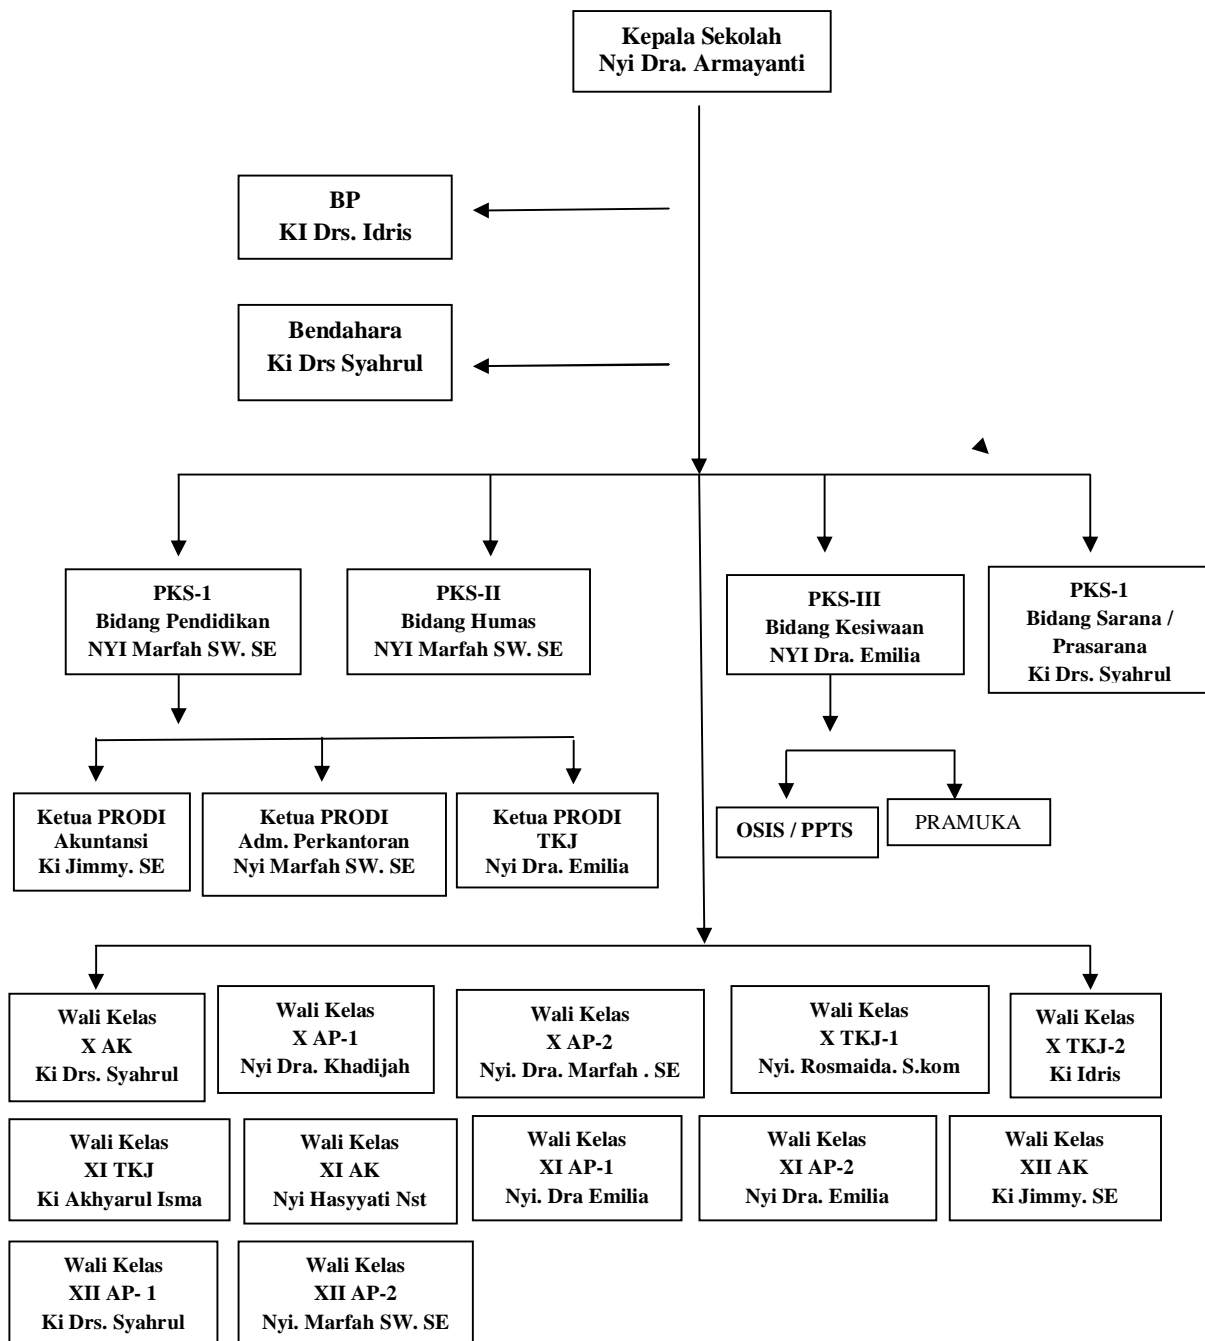 Kepala Sekolah
Nyi Dra. Armayanti
BP
KI Drs. Idris
Bendahara
Ki Drs Syahrul
PKS-1
Bidang Pendidikan
NYI Marfah SW. SE
PKS-II
Bidang Humas
NYI Marfah SW. SE
PKS-III
Bidang Kesiwaan
NYI Dra. Emilia
PKS-1
Bidang Sarana /
Prasarana
Ki Drs. Syahrul
Ketua PRODI
Akuntansi
Ki Jimmy. SE
Ketua PRODI
Adm. Perkantoran
Nyi Marfah SW. SE
Ketua PRODI
TKJ
Nyi Dra. Emilia
OSIS / PPTS
PRAMUKA
Wali Kelas
X AK
Ki Drs. Syahrul
Wali Kelas
X AP-1
Nyi Dra. Khadijah
Wali Kelas
X AP-2
Nyi. Dra. Marfah . SE
Wali Kelas
X TKJ-1
Nyi. Rosmaida. S.kom
Wali Kelas
X TKJ-2
Ki Idris
Wali Kelas
XI TKJ
Ki Akhyarul Isma
Wali Kelas
XI AK
Nyi Hasyyati Nst
Wali Kelas
XI AP-1
Nyi. Dra Emilia
Wali Kelas
XI AP-2
Nyi Dra. Emilia
Wali Kelas
XII AK
Ki Jimmy. SE
Wali Kelas
XII AP- 1
Ki Drs. Syahrul
Wali Kelas
XII AP-2
Nyi. Marfah SW. SE